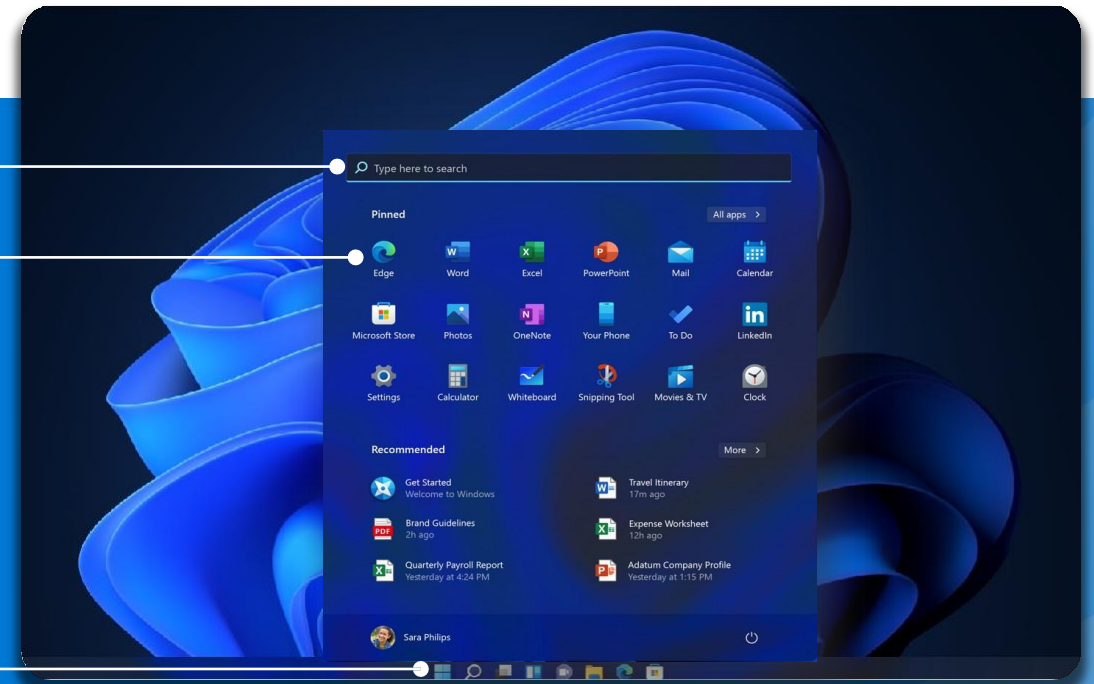 Type here to search
Pinned
All apps
Edge
Word
Excel
PowerPoint
Mail
Calendar
Microsoft Store
Photos
OneNote
Your Phone
To Do
LinkedIn
Settings
Calculator
Whiteboard
Snipping Tool
Movies & TV
Clock
Recommended
More
Get Started
Welcome to Windows
Travel Itinerary
17m ago
Brand Guidelines
2h ago
Expense Worksheet
12h ago
Quarterly Payroll Report
Yesterday at 4:24 PM
Adatum Company Profile
Yesterday at 1:15 PM
Sara Philips